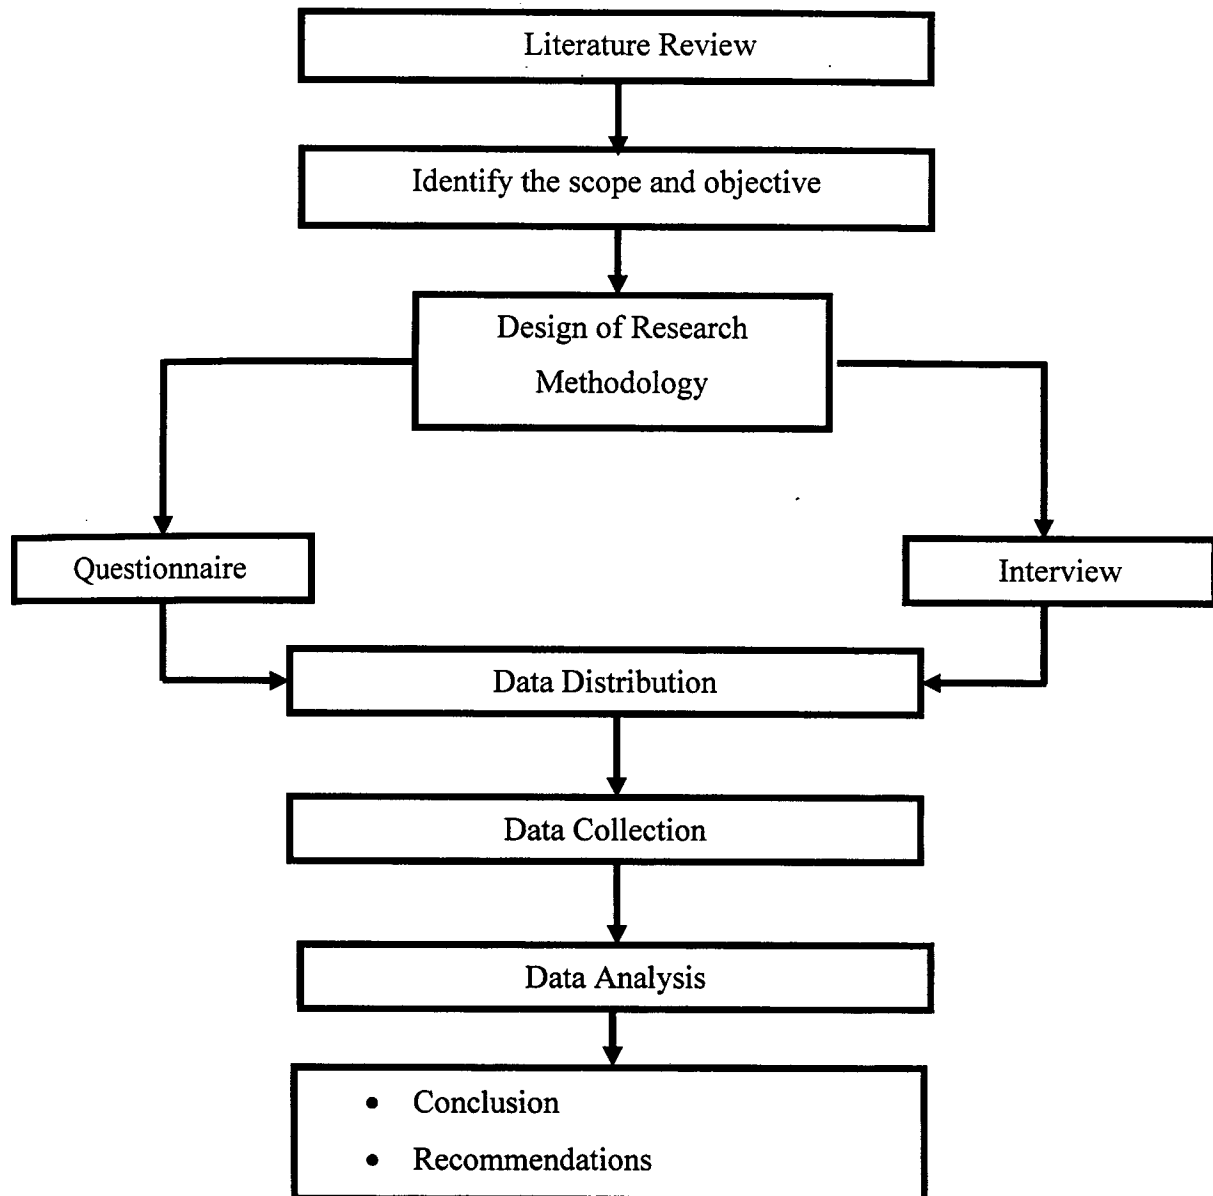 Literature Review
Identify the scope and objective
Design of Research
Methodology
Questionnaire
Interview
Data Distribution
Data Collection
Data Analysis
• Conclusion
• Recommendations